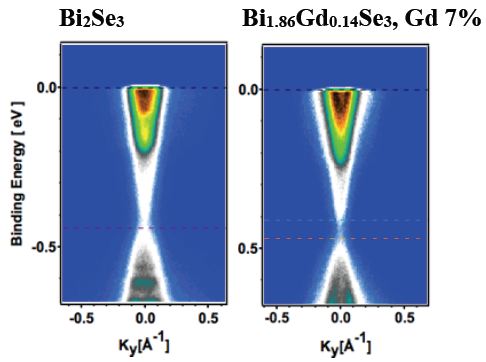 Bi₂Se₃
Bi₁.₈₆Gd₀.₁₄Se₃, Gd 7%
Binding Energy [ eV]
0.0
-0.5
-0.5 0.0 0.5
Ky[Å⁻¹]
0.0
0.5
-0.5 0.0 0.5
Ky[Å⁻¹]